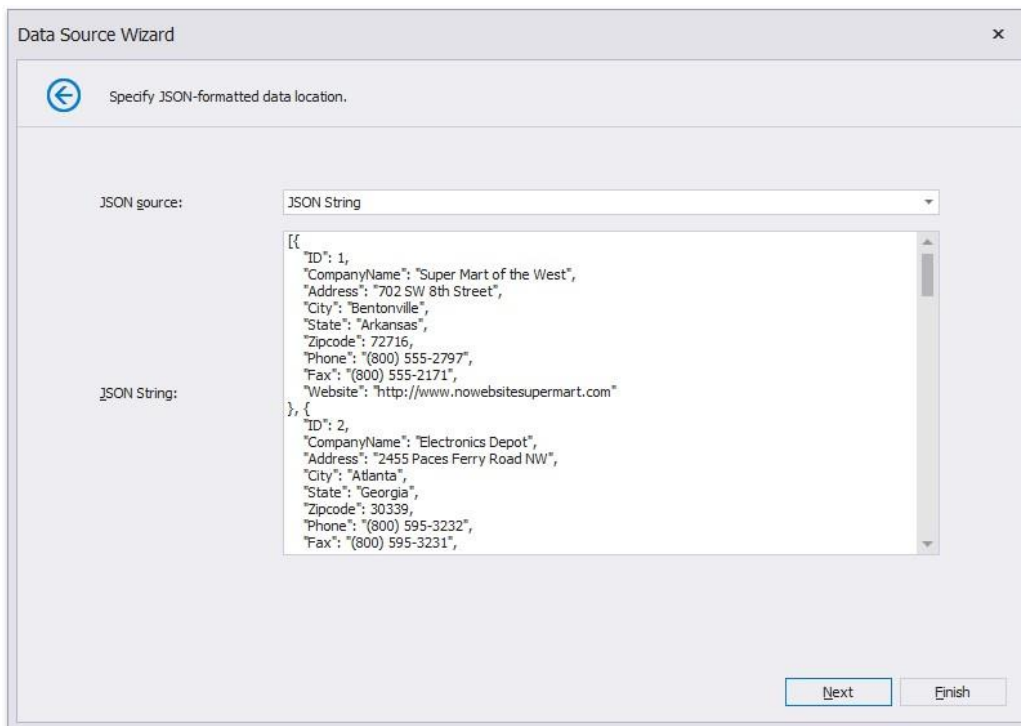 Data Source Wizard
Specify JSON-formatted data location.
JSON source: JSON String
[{
"ID": 1,
"CompanyName": "Super Mart of the West",
"Address": "702 SW 8th Street",
"City": "Bentonville",
"State": "Arkansas",
"Zipcode": 72716,
"Phone": "(800) 555-2797",
"Fax": "(800) 555-2171",
JSON String:
"Website": "http://www.nowebsitesupermart.com"
}, {
"ID": 2,
"CompanyName": "Electronics Depot",
"Address": "2455 Paces Ferry Road NW",
"City": "Atlanta",
"State": "Georgia",
"Zipcode": 30339,
"Phone": "(800) 595-3232",
"Fax": "(800) 595-3231",
Next Finish